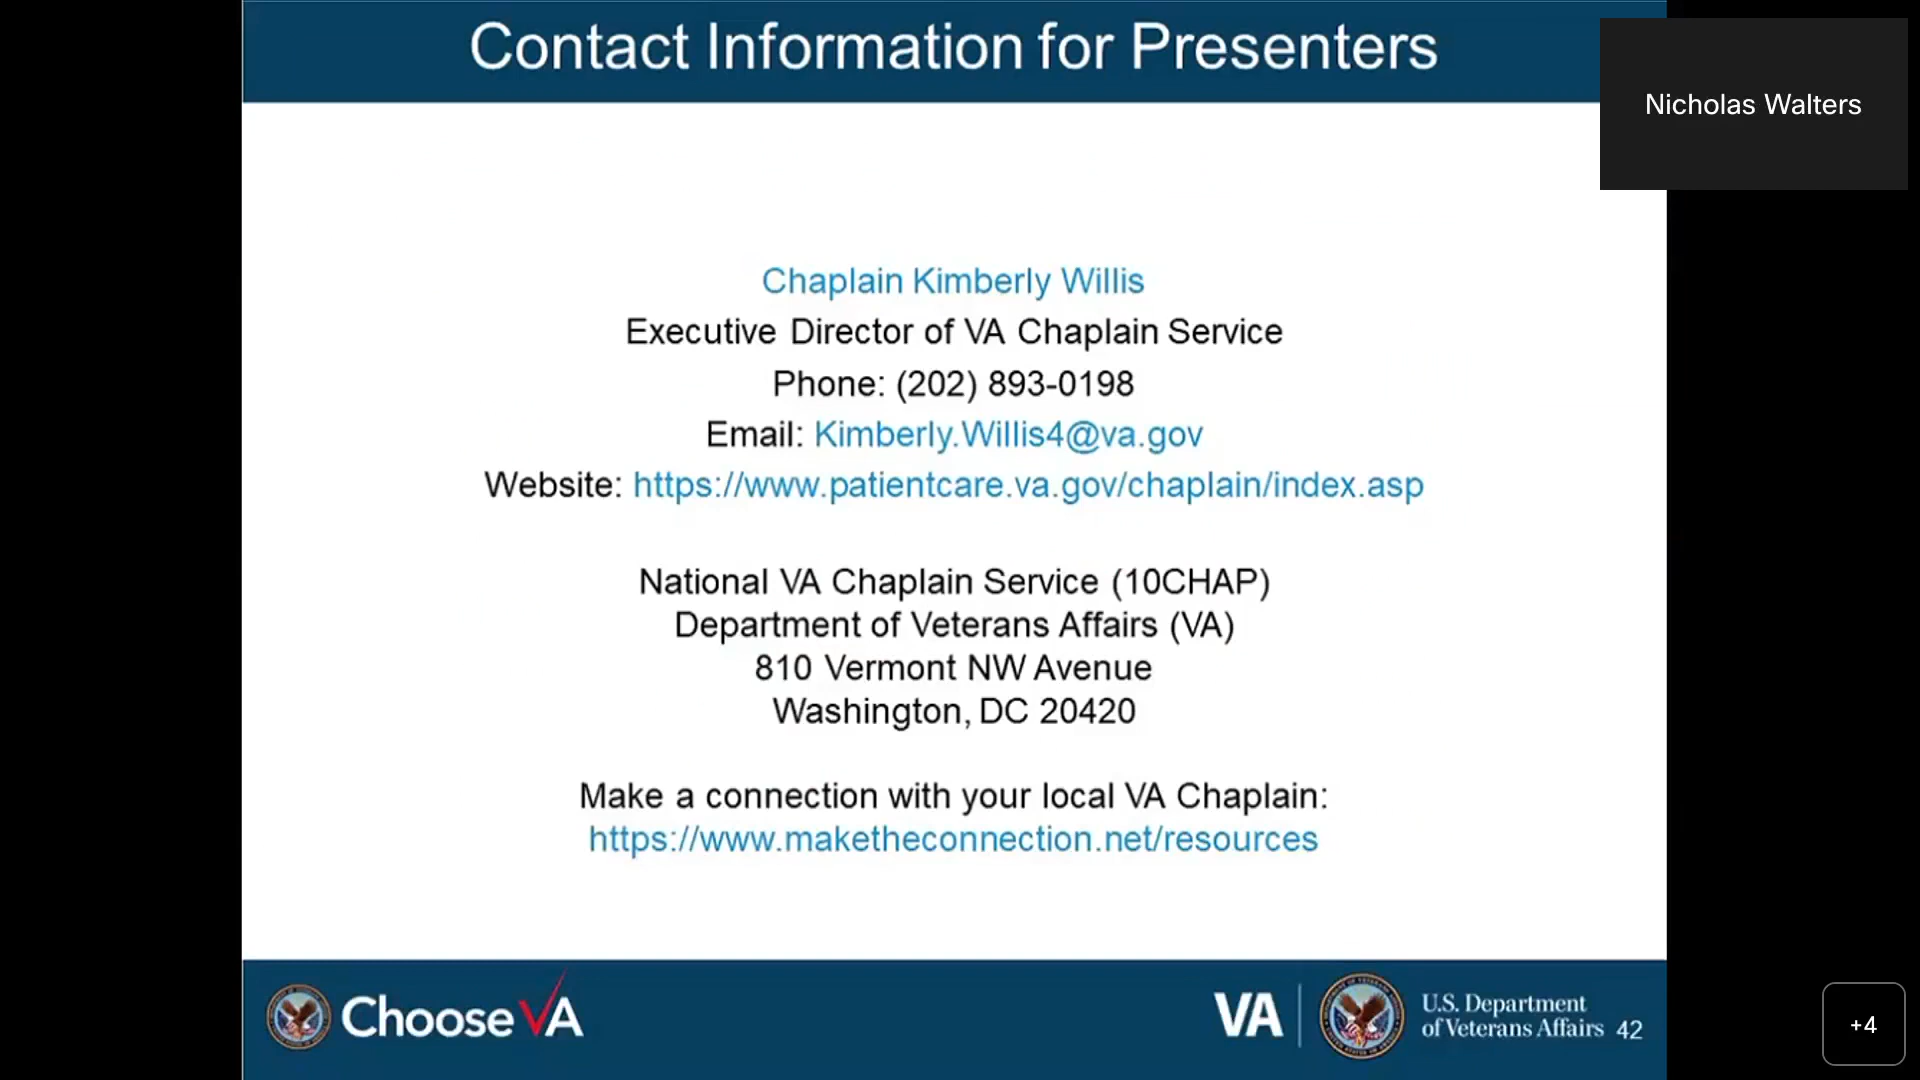 Contact Information for Presenters
Nicholas Walters
Chaplain Kimberly Willis
Executive Director of VA Chaplain Service
Phone: (202) 893-0198
Email: Kimberly.Willis4@va.gov
Website: https://www.patientcare.va.gov/chaplain/index.asp
National VA Chaplain Service (10CHAP)
Department of Veterans Affairs (VA)
810 Vermont NW Avenue
Washington, DC 20420
Make a connection with your local VA Chaplain:
https://www.maketheconnection.net/resources
Choose VA
VA
U.S. Department
of Veterans Affairs
42
+4